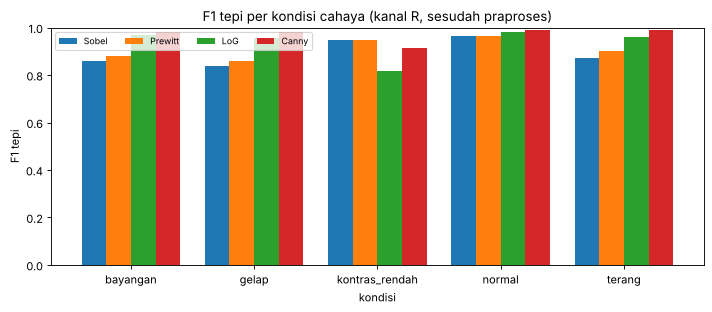 F1 tepi per kondisi cahaya (kanal R, sesudah praproses)
Sobel Prewitt LoG Canny
F1 tepi
1.0
0.8
0.6
0.4
0.2
0.0
bayangan gelap kontras_rendah normal terang
kondisi